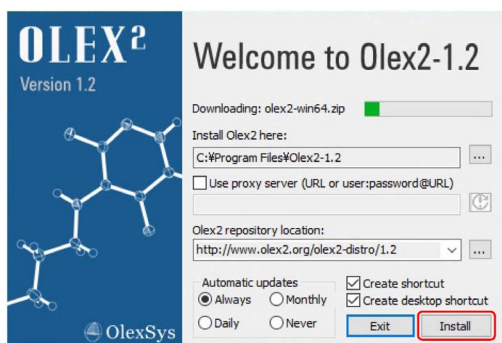 OLEX²
Version 1.2
OlexSys
Welcome to Olex2-1.2
Downloading: olex2-win64.zip
Install Olex2 here:
C:¥Program Files¥Olex2-1.2
...
Use proxy server (URL or user:password@URL)
Olex2 repository location:
http://www.olex2.org/olex2-distro/1.2
...
Automatic updates
Always Monthly
Daily Never
Create shortcut
Create desktop shortcut
Exit Install